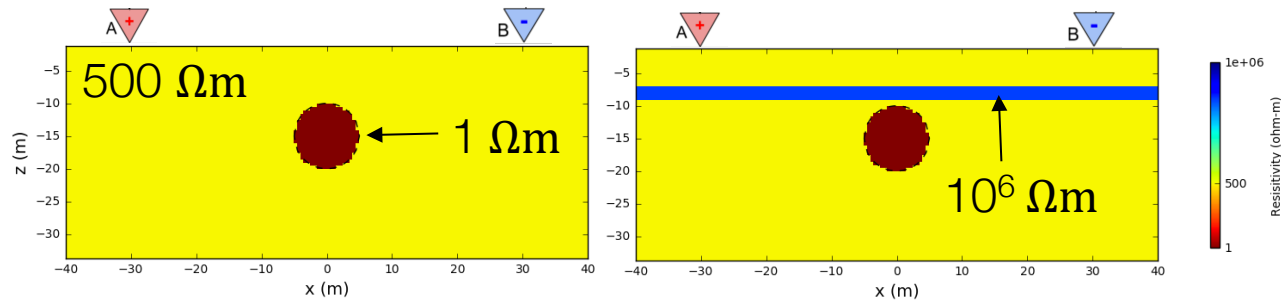 A + B -
A + B -
500 Ωm
1 Ωm
10⁶ Ωm
−5
−10
−15
−20
−25
−30
z (m)
−40 −30 −20 −10 0 10 20 30 40
x (m)
−5
−10
−15
−20
−25
−30
−40 −30 −20 −10 0 10 20 30 40
x (m)
1e+06
500
1
Resisitivity (ohm-m)